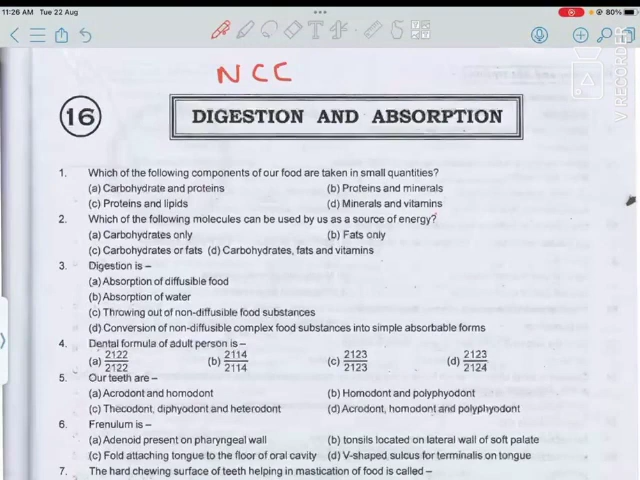 11:26 AM Tue 22 Aug
80%
NCC
16
DIGESTION AND ABSORPTION
V RECORDER
1. Which of the following components of our food are taken in small quantities?
(a) Carbohydrate and proteins (b) Proteins and minerals
(c) Proteins and lipids (d) Minerals and vitamins
2. Which of the following molecules can be used by us as a source of energy?
(a) Carbohydrates only (b) Fats only
(c) Carbohydrates or fats (d) Carbohydrates, fats and vitamins
3. Digestion is –
(a) Absorption of diffusible food
(b) Absorption of water
(c) Throwing out of non-diffusible food substances
(d) Conversion of non-diffusible complex food substances into simple absorbable forms
4. Dental formula of adult person is –
(a) 2122/2122 (b) 2114/2114 (c) 2123/2123 (d) 2123/2124
5. Our teeth are –
(a) Acrodont and homodont (b) Homodont and polyphyodont
(c) Thecodont, diphyodont and heterodont (d) Acrodont, homodont and polyphyodont
6. Frenulum is –
(a) Adenoid present on pharyngeal wall (b) tonsils located on lateral wall of soft palate
(c) Fold attaching tongue to the floor of oral cavity (d) V-shaped sulcus for terminalis on tongue
7. The hard chewing surface of teeth helping in mastication of food is called –